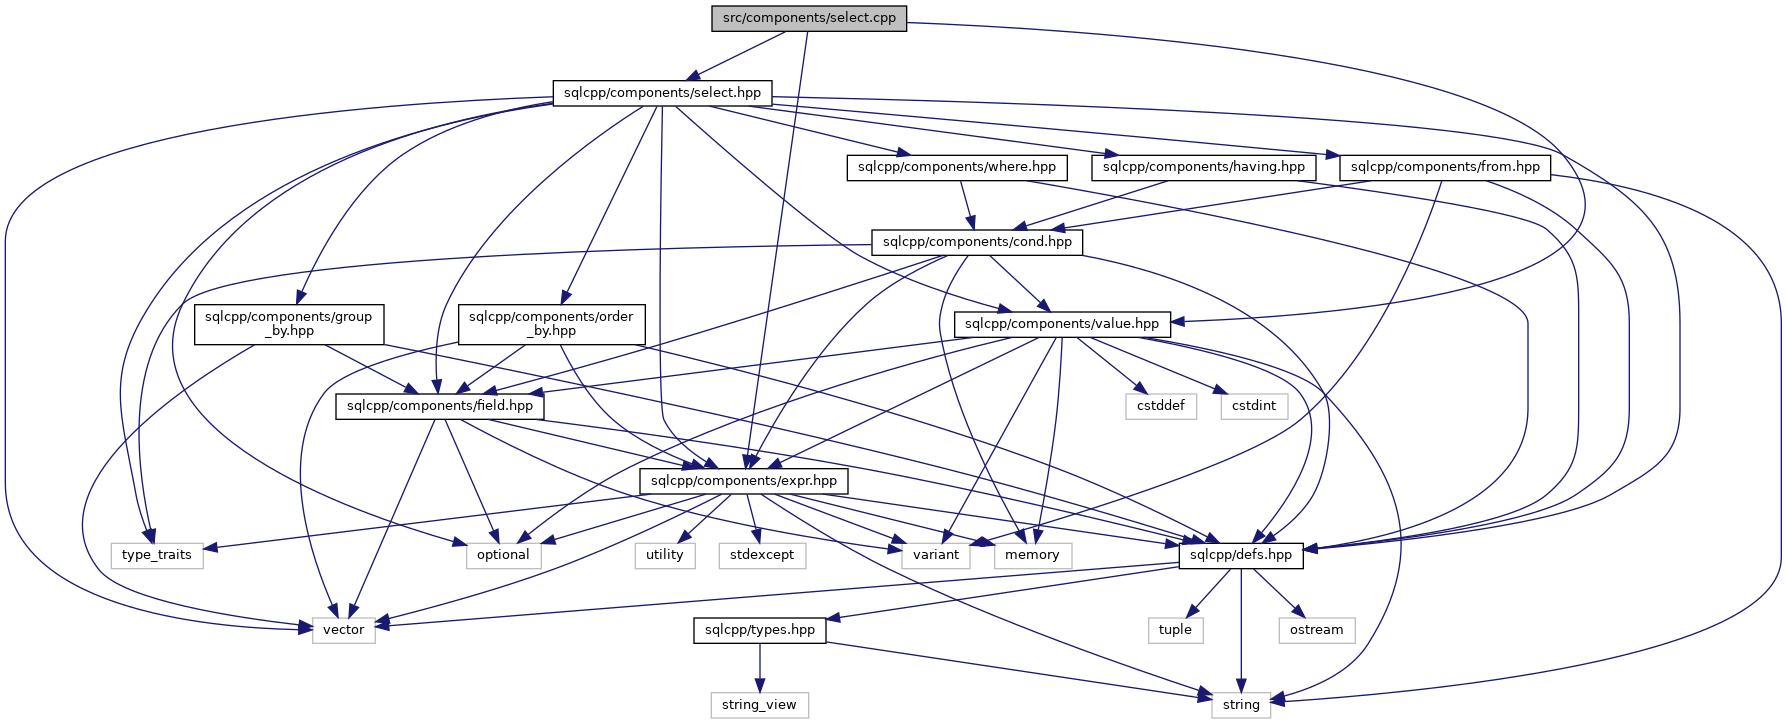 src/components/select.cpp
sqlcpp/components/select.hpp
sqlcpp/components/where.hpp
sqlcpp/components/having.hpp
sqlcpp/components/from.hpp
sqlcpp/components/cond.hpp
sqlcpp/components/group
_by.hpp
sqlcpp/components/order
_by.hpp
sqlcpp/components/value.hpp
sqlcpp/components/field.hpp
cstddef
cstdint
sqlcpp/components/expr.hpp
type_traits
optional
utility
stdexcept
variant
memory
sqlcpp/defs.hpp
vector
sqlcpp/types.hpp
tuple
ostream
string_view
string